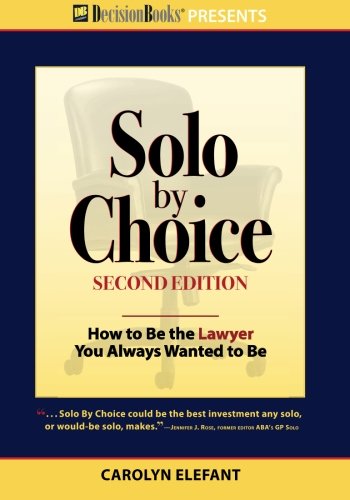 DB DecisionBooks® PRESENTS
Solo
by
Choice
SECOND EDITION
How to Be the Lawyer
You Always Wanted to Be
“. . . Solo By Choice could be the best investment any solo,
or would-be solo, makes.”—Jennifer J. Rose, former editor ABA's GP Solo
CAROLYN ELEFANT